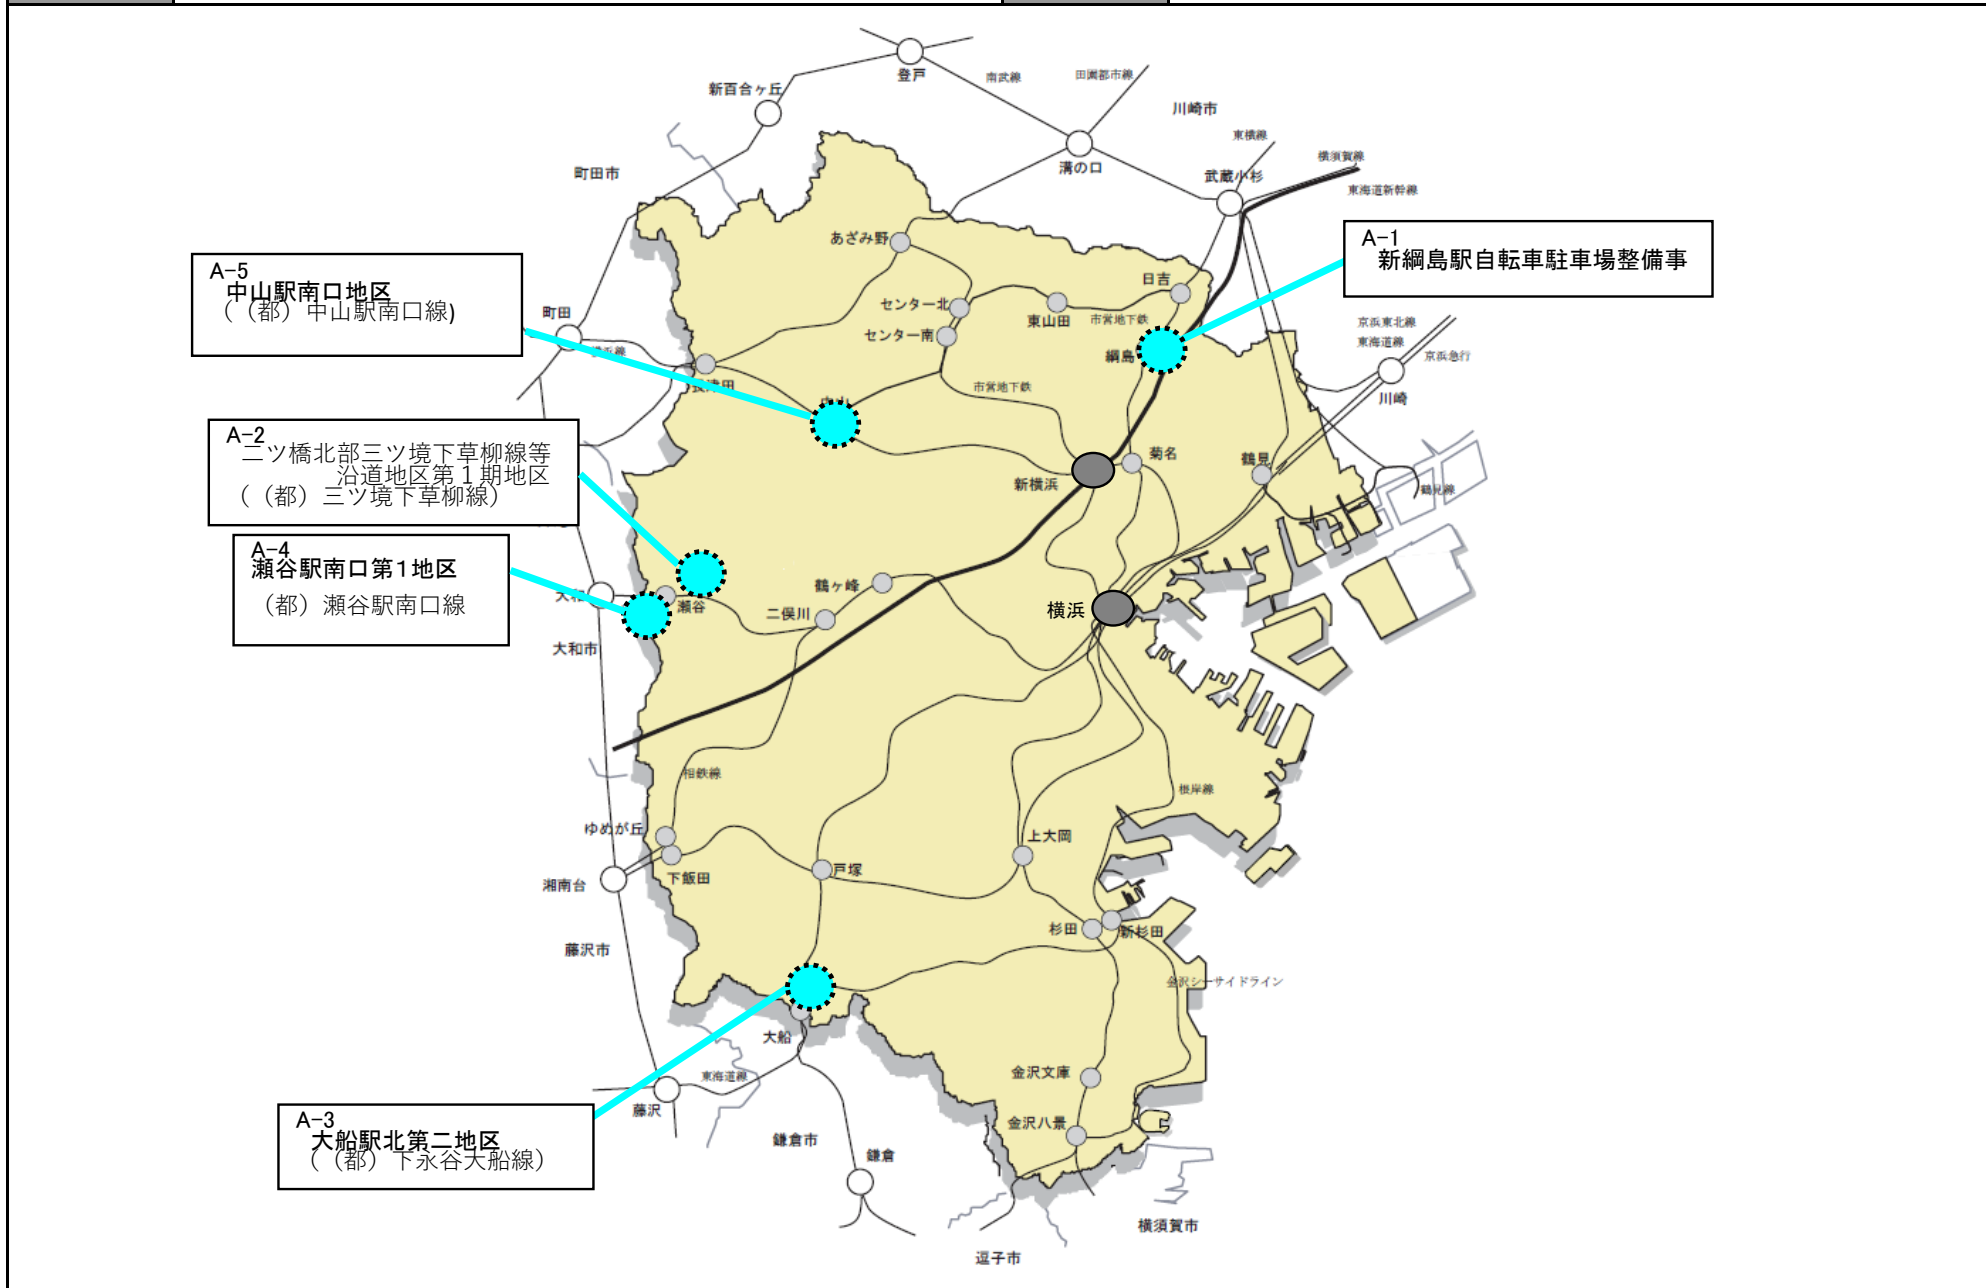 登戸
南武線
田園都市線
新百合ヶ丘
川崎市
東横線
溝の口
横須賀線
町田市
武蔵小杉
東海道新幹線
A-1
新綱島駅自転車駐車場整備事
あざみ野
A-5
中山駅南口地区
(（都）中山駅南口線)
日吉
センター北
町田
東山田
市営地下鉄
京浜東北線
センター南
東海道線
横浜線
綱島
京浜急行
長津田
市営地下鉄
川崎
中山
A-2
二ツ橋北部三ツ境下草柳線等
沿道地区第１期地区
(（都）三ツ境下草柳線）
菊名
鶴見
新横浜
鶴見線
A-4
瀬谷駅南口第1地区
（都）瀬谷駅南口線
大和
瀬谷
鶴ヶ峰
二俣川
横浜
大和市
相鉄線
根岸線
ゆめが丘
上大岡
下飯田
戸塚
湘南台
杉田
新杉田
藤沢市
金沢シーサイドライン
大船
東海道線
金沢文庫
藤沢
A-3
大船駅北第二地区
(（都）下永谷大船線）
金沢八景
鎌倉市
鎌倉
横須賀市
逗子市